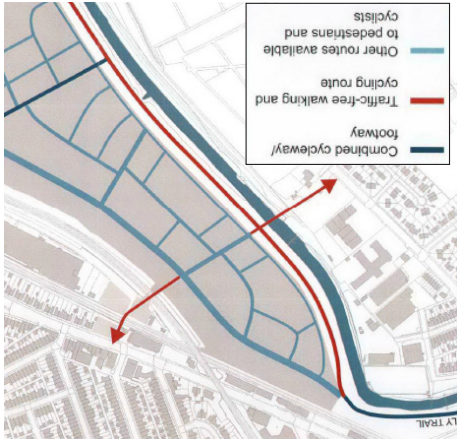 LY TRAIL
Combined cycleway/
footway
Traffic-free walking and
cycling route
Other routes available
to pedestrians and
cyclists